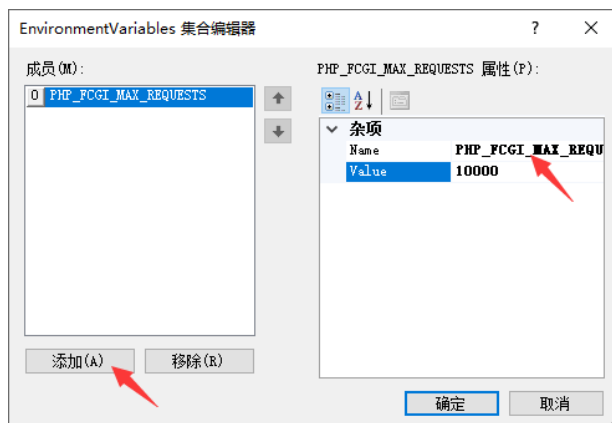 EnvironmentVariables 集合编辑器
成员(M):
0 PHP_FCGI_MAX_REQUESTS
添加(A)
移除(R)
PHP_FCGI_MAX_REQUESTS 属性(P):
杂项
Name PHP_FCGI_MAX_REQU
Value 10000
确定
取消